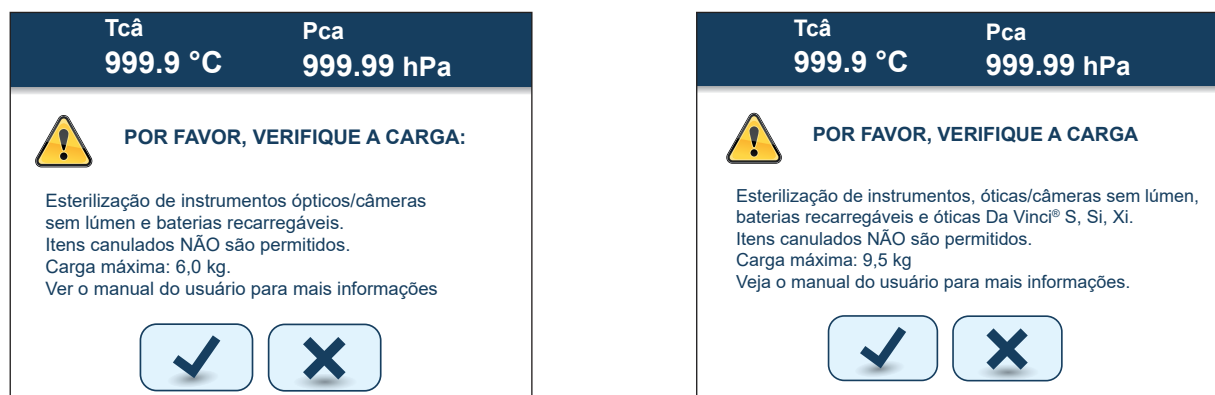 Tcâ Pca
999.9 °C 999.99 hPa
POR FAVOR, VERIFIQUE A CARGA:
Esterilização de instrumentos ópticos/câmeras
sem lúmen e baterias recarregáveis.
Itens canulados NÃO são permitidos.
Carga máxima: 6,0 kg.
Ver o manual do usuário para mais informações
Tcâ Pca
999.9 °C 999.99 hPa
POR FAVOR, VERIFIQUE A CARGA
Esterilização de instrumentos, óticas/câmeras sem lúmen,
baterias recarregáveis e óticas Da Vinci® S, Si, Xi.
Itens canulados NÃO são permitidos.
Carga máxima: 9,5 kg
Veja o manual do usuário para mais informações.